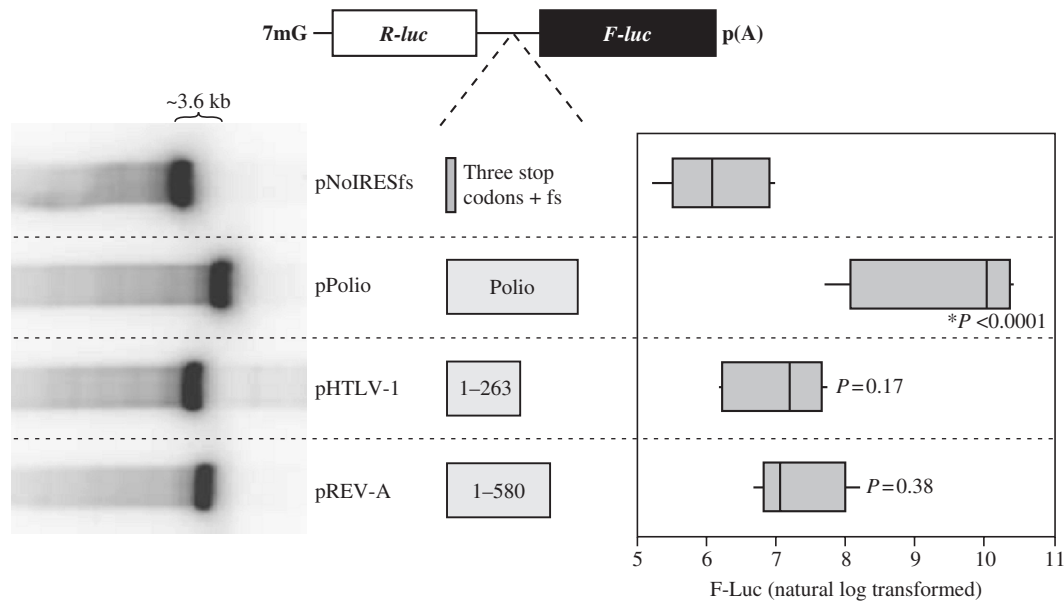 7mG R-luc F-luc p(A)
~3.6 kb
pNoIRESfs
Three stop
codons + fs
pPolio
Polio
*P <0.0001
pHTLV-1
1–263
P=0.17
pREV-A
1–580
P=0.38
5 6 7 8 9 10 11
F-Luc (natural log transformed)